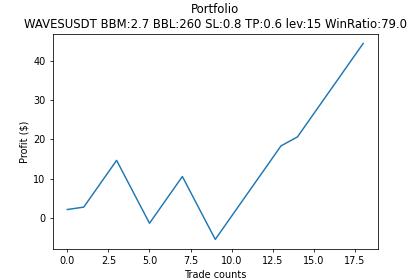 Portfolio
WAVESUSDT BBM:2.7 BBL:260 SL:0.8 TP:0.6 lev:15 WinRatio:79.0
Profit ($)
40
30
20
10
0
0.0 2.5 5.0 7.5 10.0 12.5 15.0 17.5
Trade counts